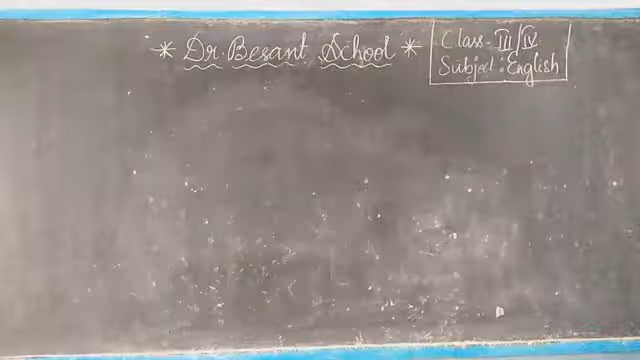 * Dr. Besant School *
Class - III/IV
Subject : English